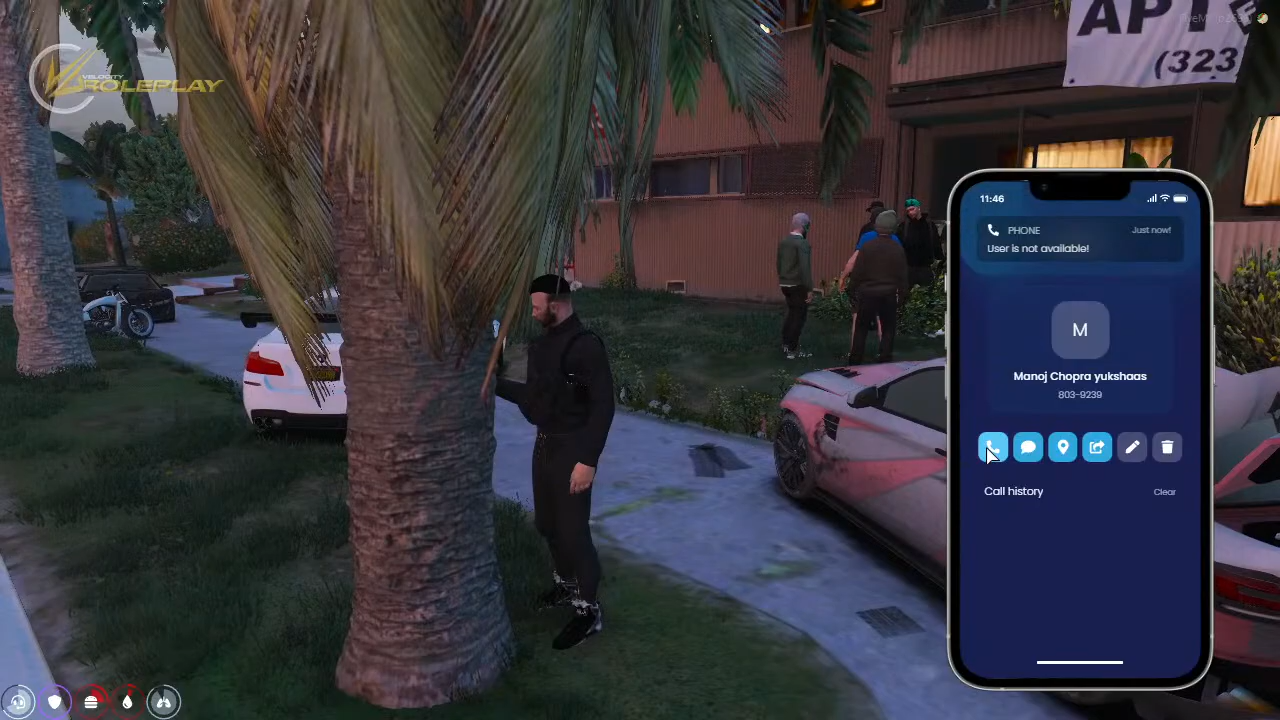 VELOCITY
ROLEPLAY
APT
(323
11:46
PHONE
Just now!
User is not available!
M
Manoj Chopra yukshaas
803-9239
Call history
Clear